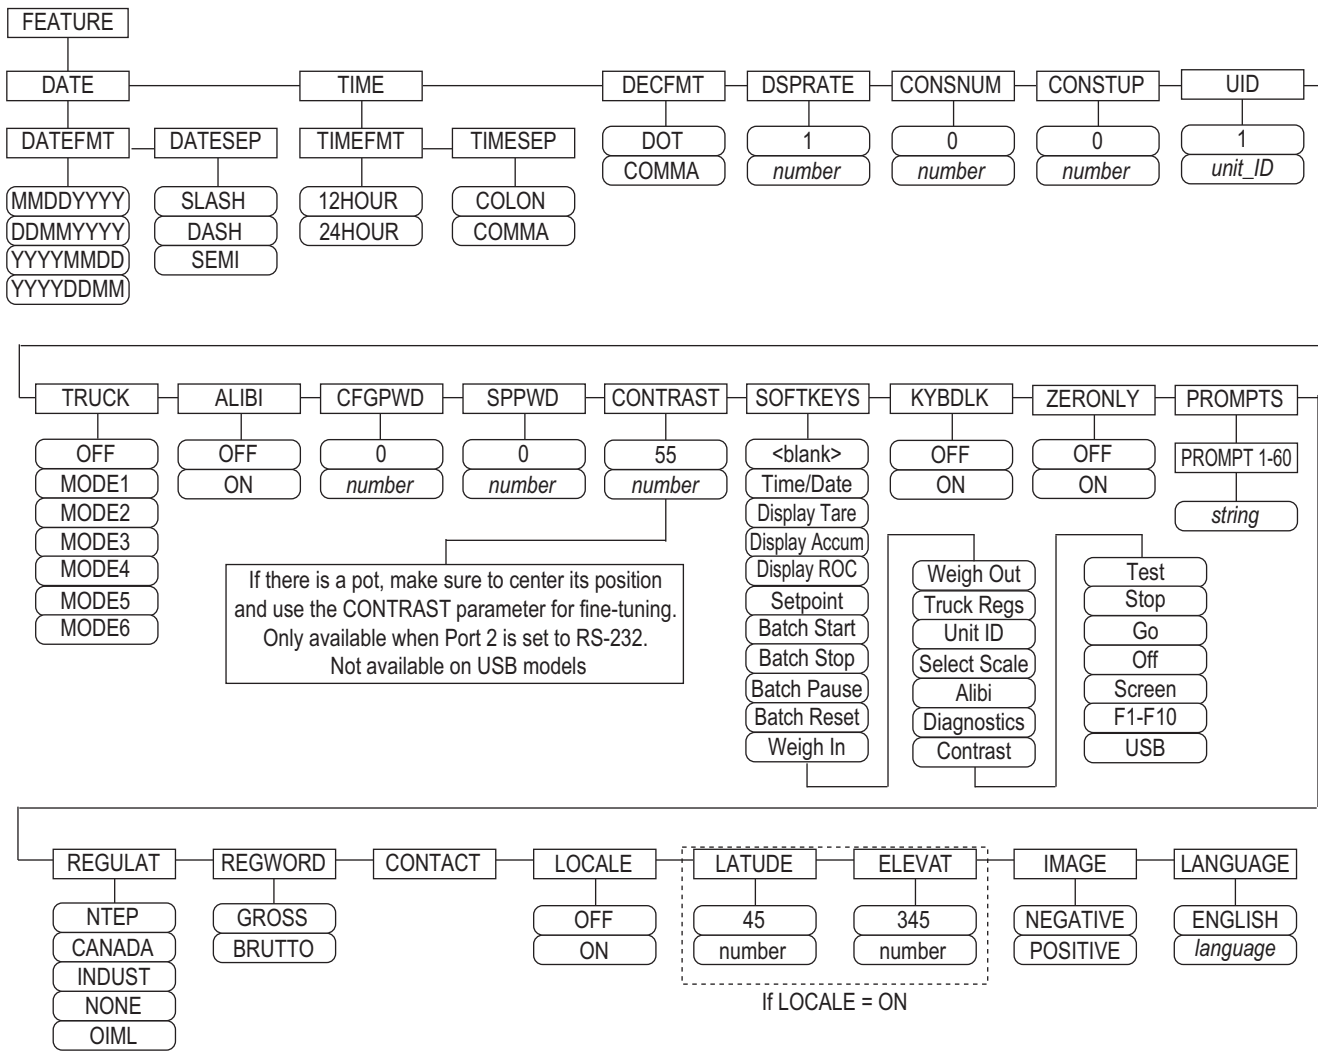 FEATURE
DATE
TIME
DECFMT
DSPRATE
CONSNUM
CONSTUP
UID
DATEFMT
DATESEP
TIMEFMT
TIMESEP
DOT
COMMA
1
number
0
number
0
number
1
unit_ID
MMDDYYYY
DDMMYYYY
YYYYMMDD
YYYYDDMM
SLASH
DASH
SEMI
12HOUR
24HOUR
COLON
COMMA
TRUCK
ALIBI
CFGPWD
SPPWD
CONTRAST
SOFTKEYS
KYBDLK
ZERONLY
PROMPTS
OFF
MODE1
MODE2
MODE3
MODE4
MODE5
MODE6
OFF
ON
0
number
0
number
55
number
If there is a pot, make sure to center its position
and use the CONTRAST parameter for fine-tuning.
Only available when Port 2 is set to RS-232.
Not available on USB models
<blank>
Time/Date
Display Tare
Display Accum
Display ROC
Setpoint
Batch Start
Batch Stop
Batch Pause
Batch Reset
Weigh In
OFF
ON
Weigh Out
Truck Regs
Unit ID
Select Scale
Alibi
Diagnostics
Contrast
OFF
ON
Test
Stop
Go
Off
Screen
F1-F10
USB
PROMPT 1-60
string
REGULAT
REGWORD
CONTACT
LOCALE
LATUDE
ELEVAT
IMAGE
LANGUAGE
NTEP
CANADA
INDUST
NONE
OIML
GROSS
BRUTTO
OFF
ON
45
number
345
number
If LOCALE = ON
NEGATIVE
POSITIVE
ENGLISH
language